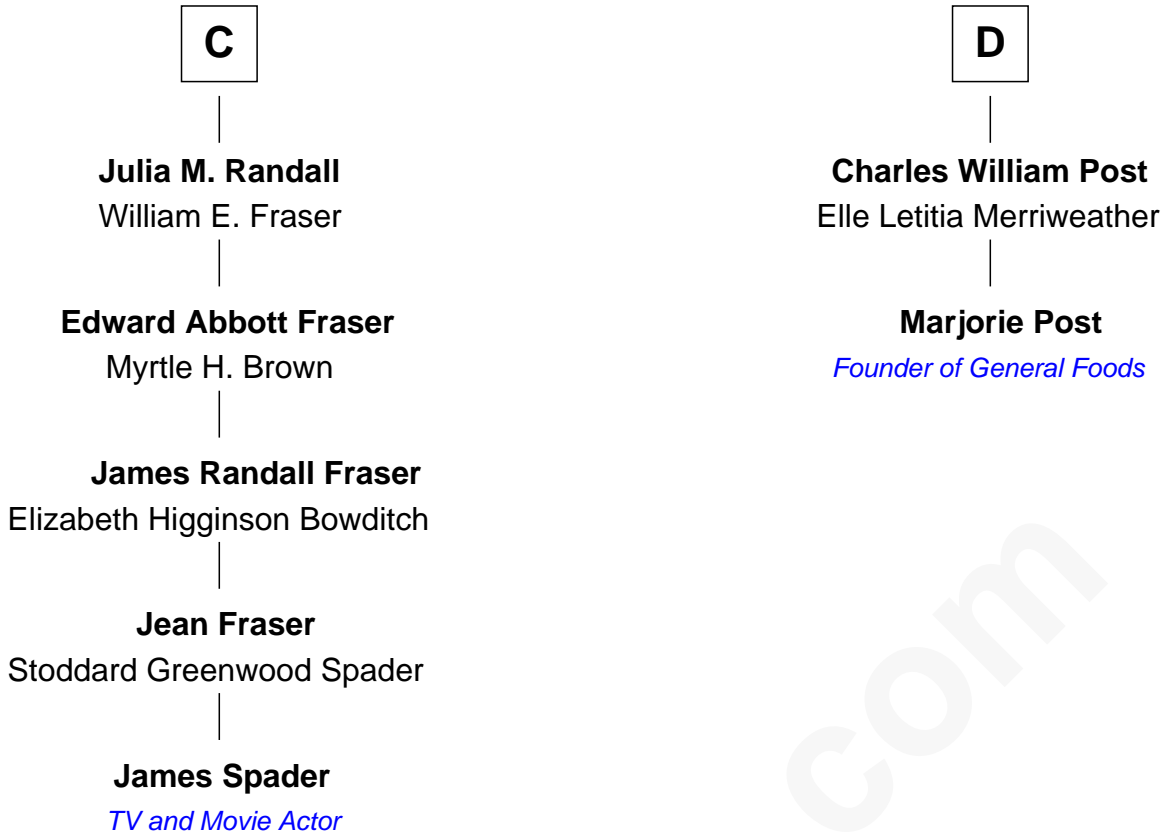 C
Julia M. Randall
William E. Fraser
Edward Abbott Fraser
Myrtle H. Brown
James Randall Fraser
Elizabeth Higginson Bowditch
Jean Fraser
Stoddard Greenwood Spader
James Spader
TV and Movie Actor
D
Charles William Post
Elle Letitia Merriweather
Marjorie Post
Founder of General Foods
com